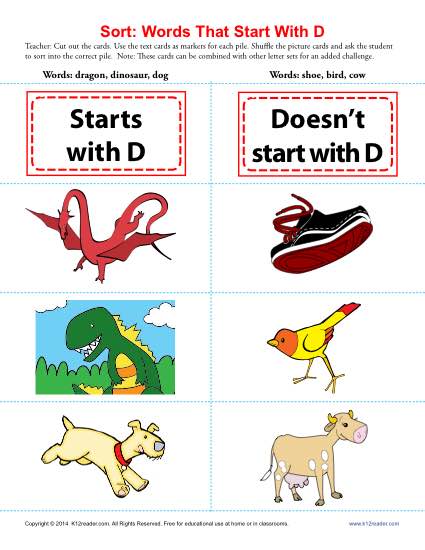 Sort: Words That Start With D
Teacher: Cut out the cards. Use the text cards as markers for each pile. Shuffle the picture cards and ask the student
to sort into the correct pile. Note: These cards can be combined with other letter sets for an added challenge.
Words: dragon, dinosaur, dog
Words: shoe, bird, cow
Starts
with D
Doesn't
start with D
Copyright © 2014 K12reader.com. All Rights Reserved. Free for educational use at home or in classrooms.
www.k12reader.com